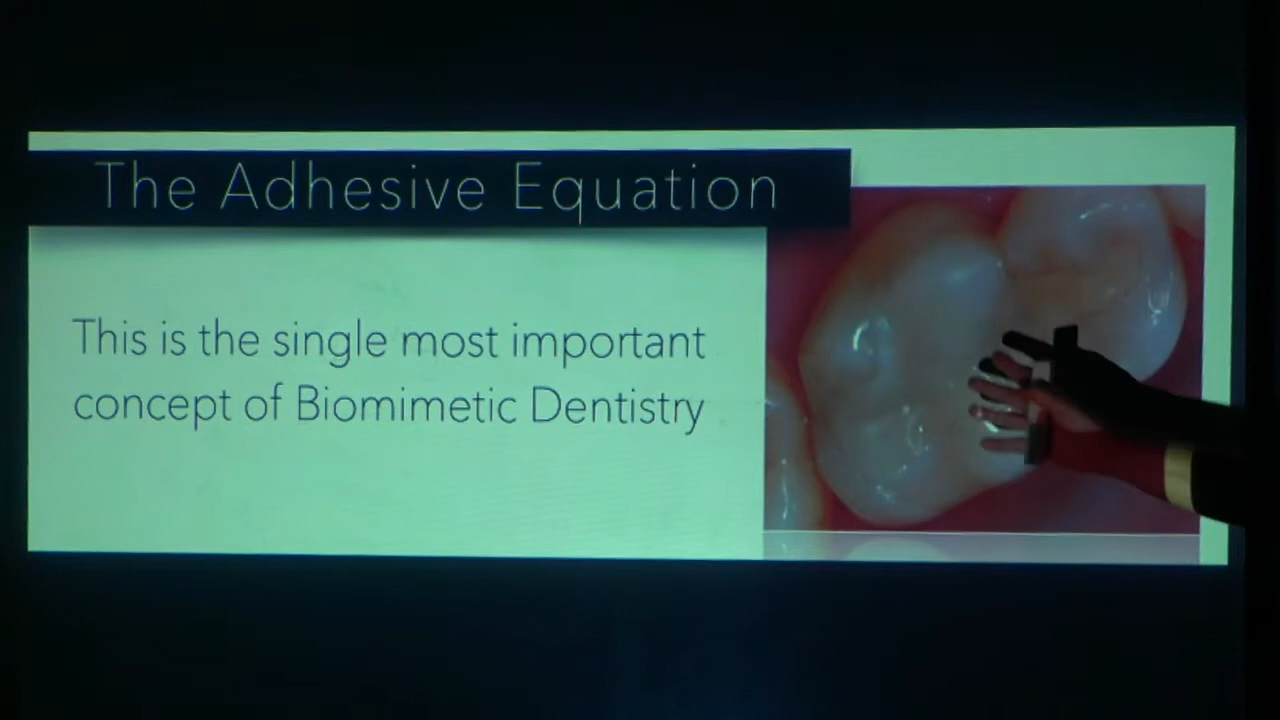 The Adhesive Equation
This is the single most important
concept of Biomimetic Dentistry